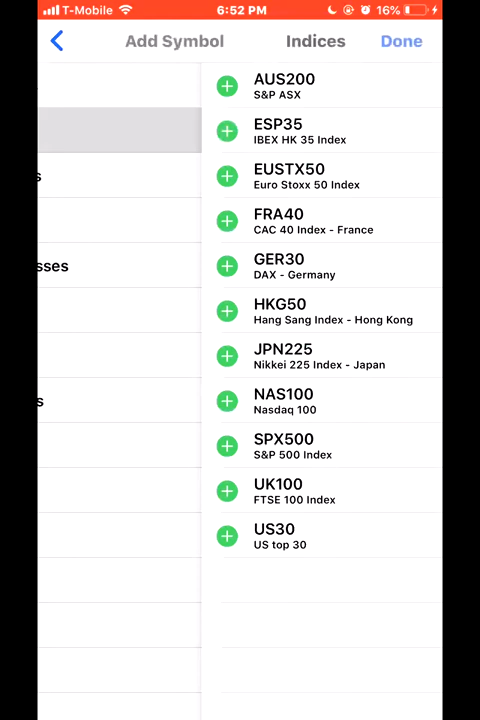 T-Mobile 6:52 PM 16%
Add Symbol Indices Done
AUS200
S&P ASX
ESP35
IBEX HK 35 Index
s
EUSTX50
Euro Stoxx 50 Index
FRA40
CAC 40 Index - France
sses
GER30
DAX - Germany
HKG50
Hang Sang Index - Hong Kong
JPN225
Nikkei 225 Index - Japan
s
NAS100
Nasdaq 100
SPX500
S&P 500 Index
UK100
FTSE 100 Index
US30
US top 30